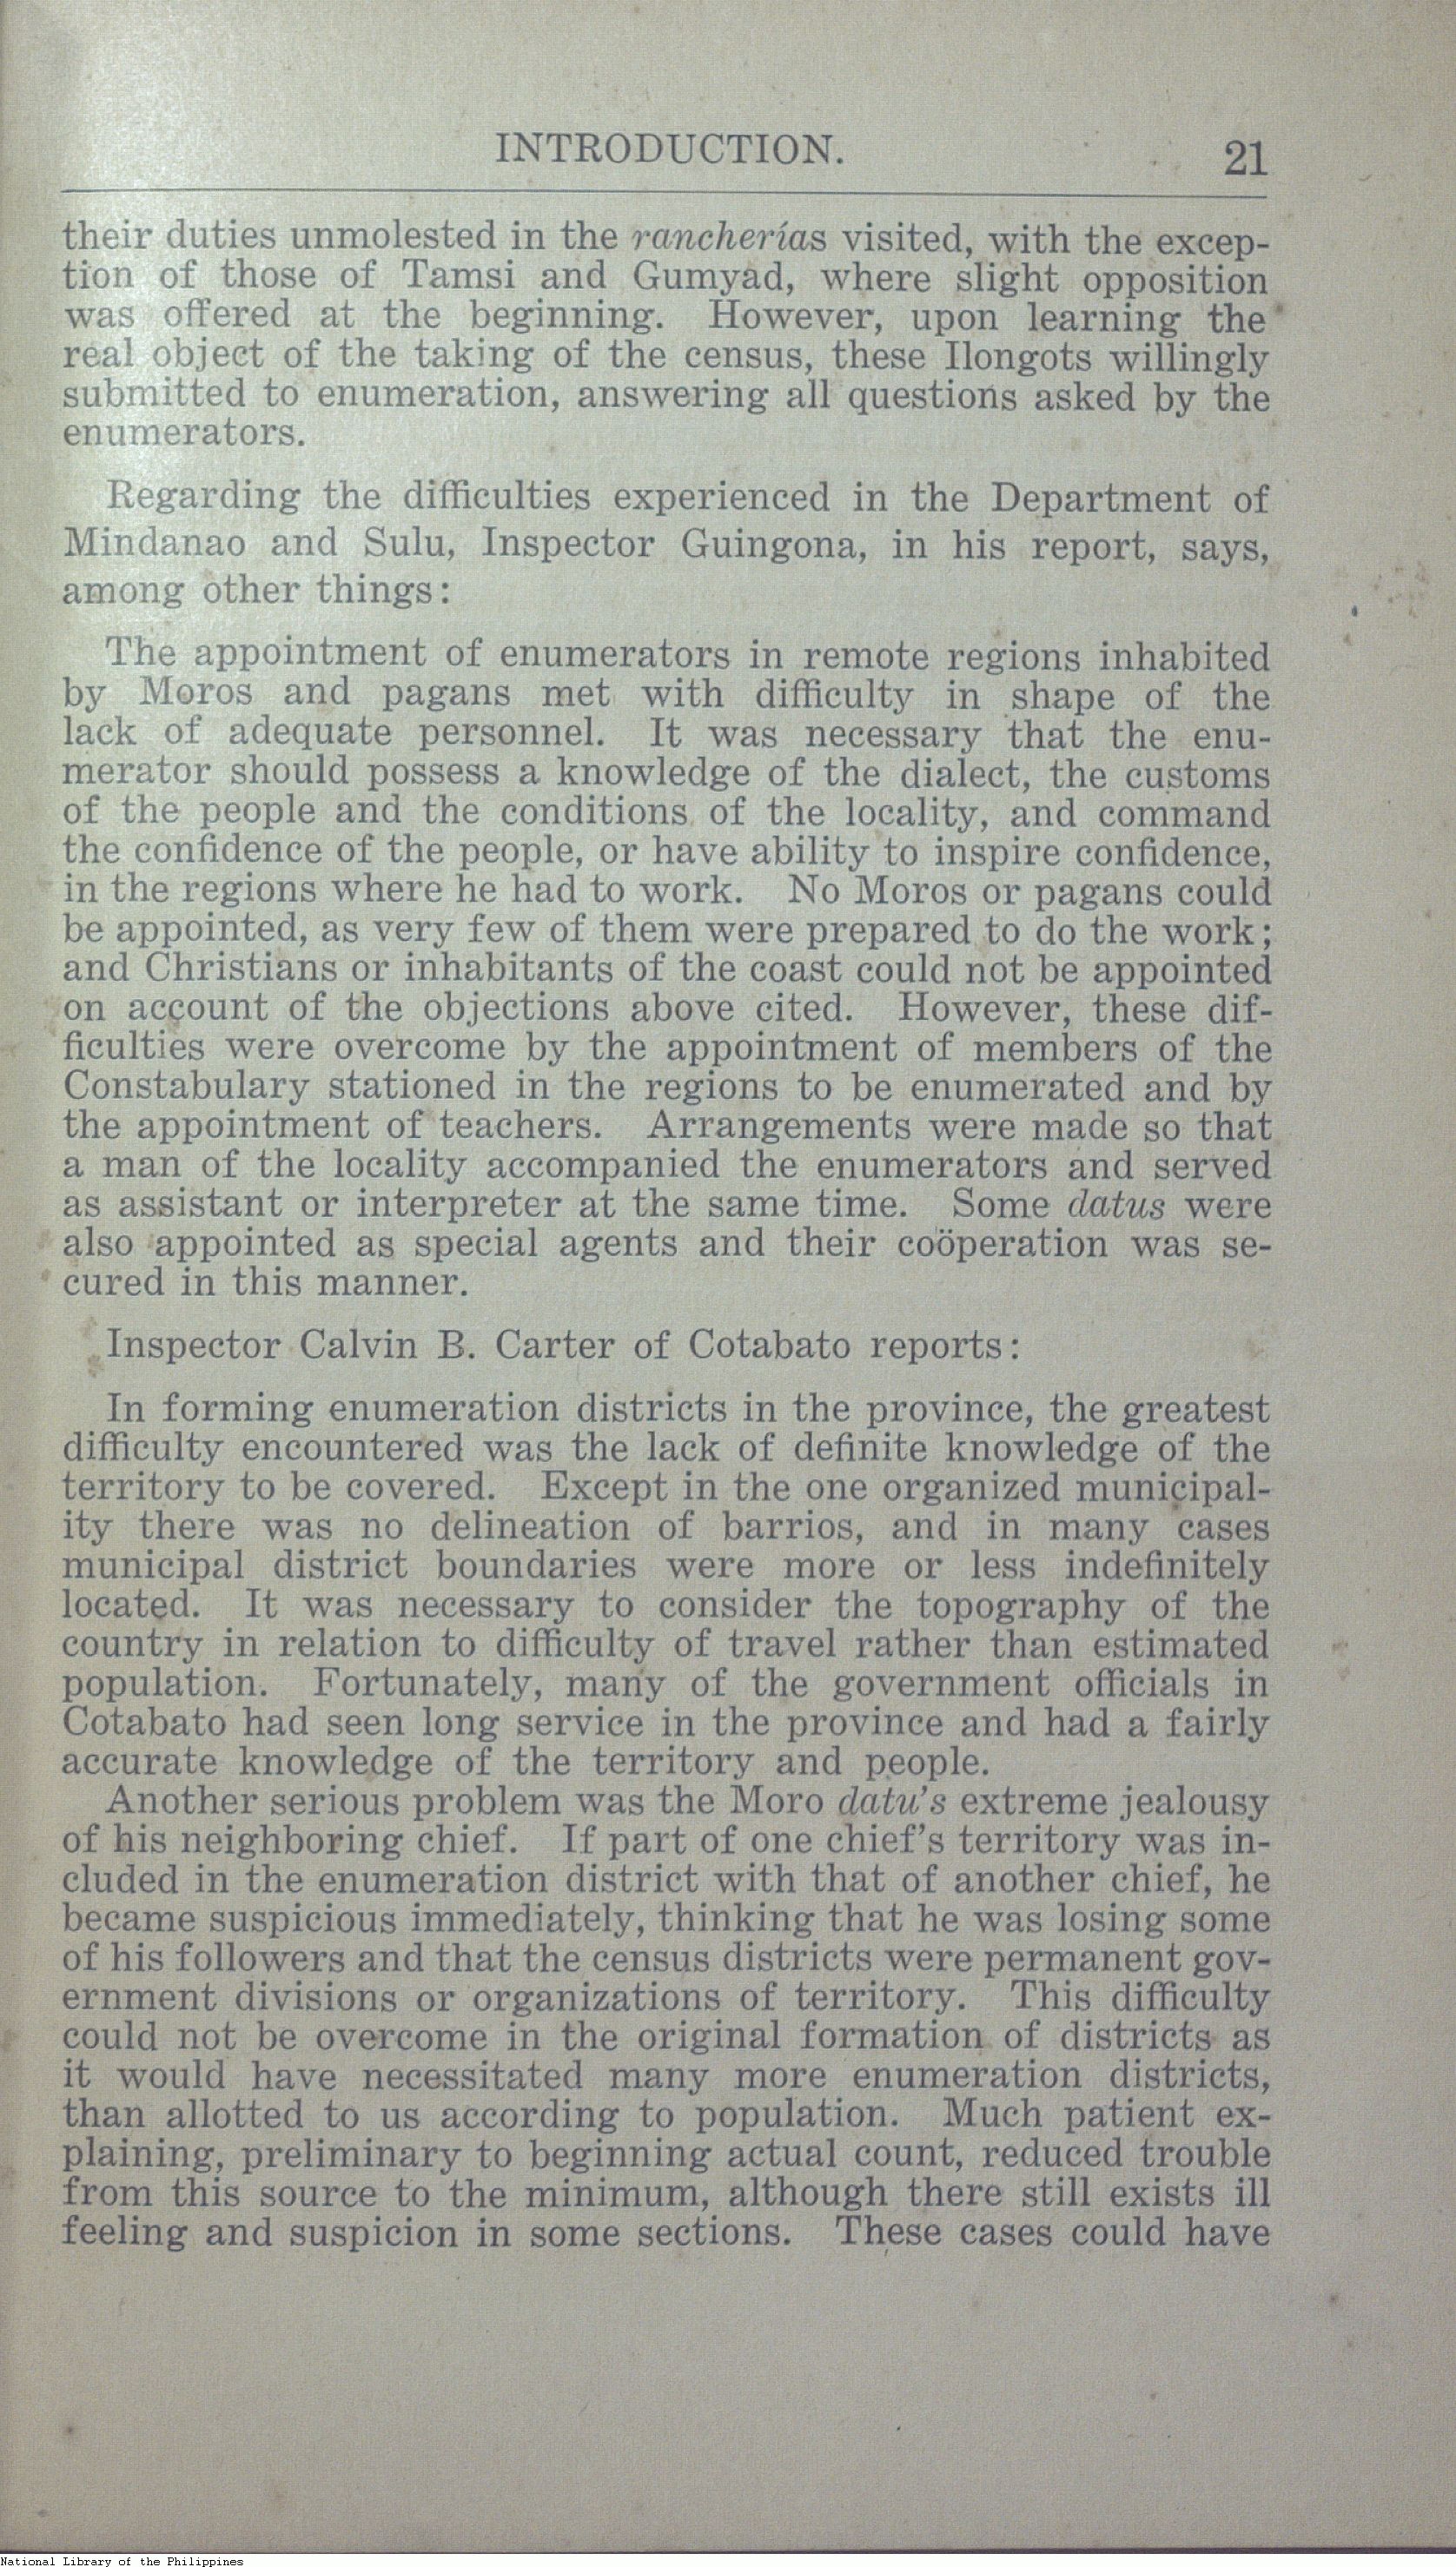 INTRODUCTION. 21
their duties unmolested in the rancherías visited, with the excep-
tion of those of Tamsi and Gumyad, where slight opposition
was offered at the beginning. However, upon learning the
real object of the taking of the census, these Ilongots willingly
submitted to enumeration, answering all questions asked by the
enumerators.
Regarding the difficulties experienced in the Department of
Mindanao and Sulu, Inspector Guingona, in his report, says,
among other things:
The appointment of enumerators in remote regions inhabited
by Moros and pagans met with difficulty in shape of the
lack of adequate personnel. It was necessary that the enu-
merator should possess a knowledge of the dialect, the customs
of the people and the conditions of the locality, and command
the confidence of the people, or have ability to inspire confidence,
in the regions where he had to work. No Moros or pagans could
be appointed, as very few of them were prepared to do the work;
and Christians or inhabitants of the coast could not be appointed
on account of the objections above cited. However, these dif-
ficulties were overcome by the appointment of members of the
Constabulary stationed in the regions to be enumerated and by
the appointment of teachers. Arrangements were made so that
a man of the locality accompanied the enumerators and served
as assistant or interpreter at the same time. Some datus were
also appointed as special agents and their coöperation was se-
cured in this manner.
Inspector Calvin B. Carter of Cotabato reports:
In forming enumeration districts in the province, the greatest
difficulty encountered was the lack of definite knowledge of the
territory to be covered. Except in the one organized municipal-
ity there was no delineation of barrios, and in many cases
municipal district boundaries were more or less indefinitely
located. It was necessary to consider the topography of the
country in relation to difficulty of travel rather than estimated
population. Fortunately, many of the government officials in
Cotabato had seen long service in the province and had a fairly
accurate knowledge of the territory and people.
Another serious problem was the Moro datu's extreme jealousy
of his neighboring chief. If part of one chief's territory was in-
cluded in the enumeration district with that of another chief, he
became suspicious immediately, thinking that he was losing some
of his followers and that the census districts were permanent gov-
ernment divisions or organizations of territory. This difficulty
could not be overcome in the original formation of districts as
it would have necessitated many more enumeration districts,
than allotted to us according to population. Much patient ex-
plaining, preliminary to beginning actual count, reduced trouble
from this source to the minimum, although there still exists ill
feeling and suspicion in some sections. These cases could have
National Library of the Philippines